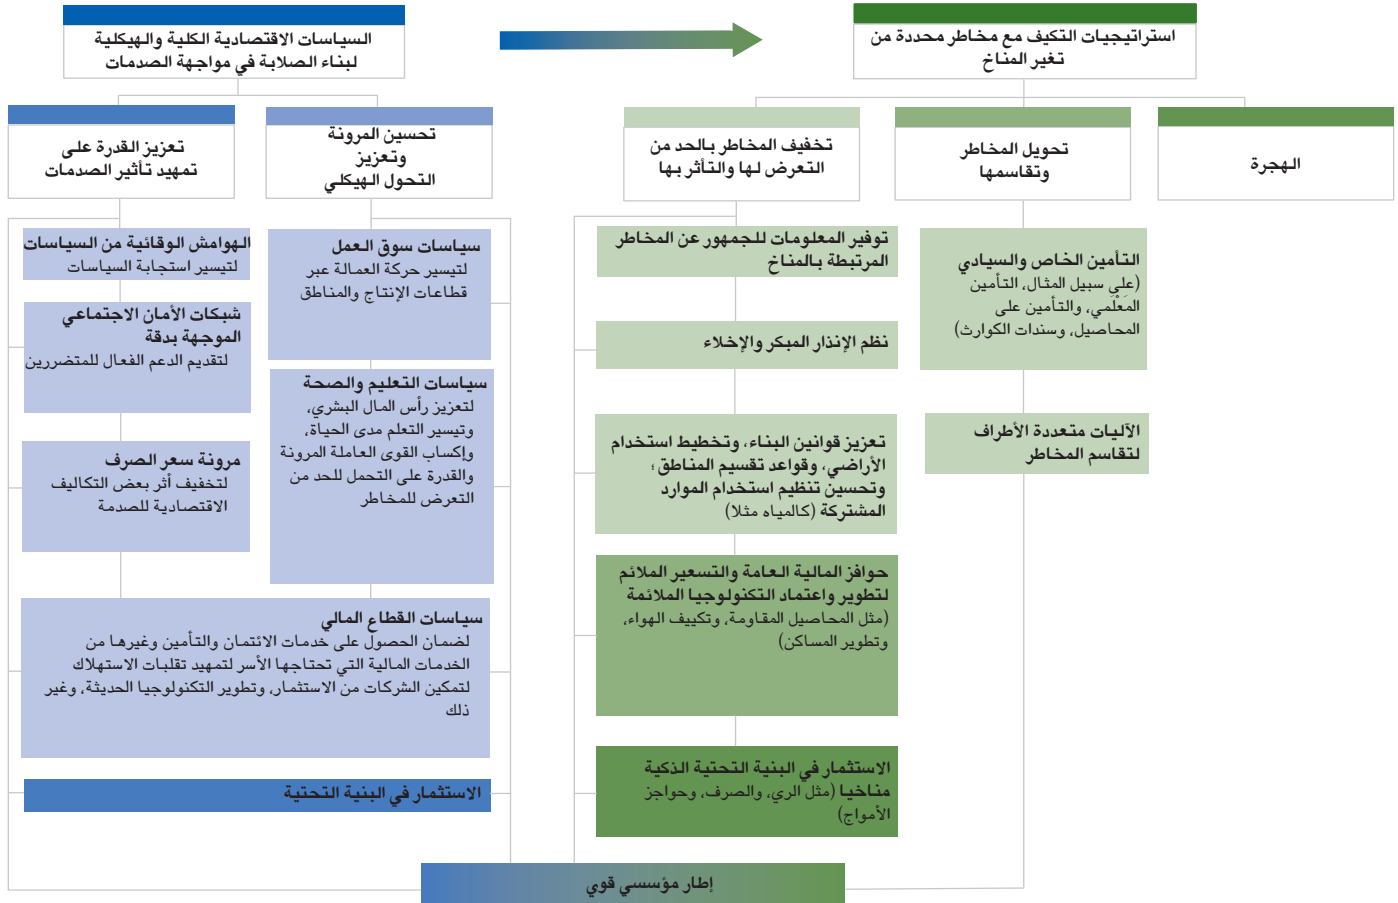 استراتيجيات التكيف مع مخاطر محددة من
تغير المناخ
الهجرة
تحويل المخاطر
وتقاسمها
التأمين الخاص والسيادي
(على سبيل المثال، التأمين
المَعْلَمي، والتأمين على
المحاصيل، وسندات الكوارث)
الآليات متعددة الأطراف
لتقاسم المخاطر
تخفيف المخاطر بالحد من
التعرض لها والتأثر بها
توفير المعلومات للجمهور عن المخاطر
المرتبطة بالمناخ
نظم الإنذار المبكر والإخلاء
تعزيز قوانين البناء، وتخطيط استخدام
الأراضي، وقواعد تقسيم المناطق؛
وتحسين تنظيم استخدام الموارد
المشتركة (كالمياه مثلا)
حوافز المالية العامة والتسعير الملائم
لتطوير واعتماد التكنولوجيا الملائمة
(مثل المحاصيل المقاومة، وتكييف الهواء،
وتطوير المساكن)
الاستثمار في البنية التحتية الذكية
مناخيا (مثل الري، والصرف، وحواجز
الأمواج)
السياسات الاقتصادية الكلية والهيكلية
لبناء الصلابة في مواجهة الصدمات
تحسين المرونة
وتعزيز
التحول الهيكلي
سياسات سوق العمل
لتيسير حركة العمالة عبر
قطاعات الإنتاج والمناطق
سياسات التعليم والصحة
لتعزيز رأس المال البشري،
وتيسير التعلم مدى الحياة،
وإكساب القوى العاملة المرونة
والقدرة على التحمل للحد من
التعرض للمخاطر
تعزيز القدرة على
تمهيد تأثير الصدمات
الهوامش الوقائية من السياسات
لتيسير استجابة السياسات
شبكات الأمان الاجتماعي
الموجهة بدقة
لتقديم الدعم الفعال للمتضررين
مرونة سعر الصرف
لتخفيف أثر بعض التكاليف
الاقتصادية للصدمة
سياسات القطاع المالي
لضمان الحصول على خدمات الائتمان والتأمين وغيرها من
الخدمات المالية التي تحتاجها الأسر لتمهيد تقلبات الاستهلاك
لتمكين الشركات من الاستثمار، وتطوير التكنولوجيا الحديثة، وغير
ذلك
الاستثمار في البنية التحتية
إطار مؤسسي قوي